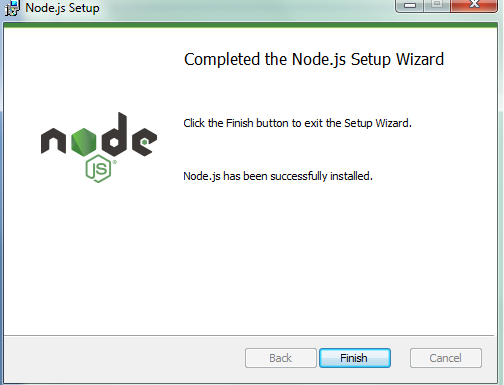 Node.js Setup
Completed the Node.js Setup Wizard
Click the Finish button to exit the Setup Wizard.
node
JS
Node.js has been successfully installed.
Back
Finish
Cancel